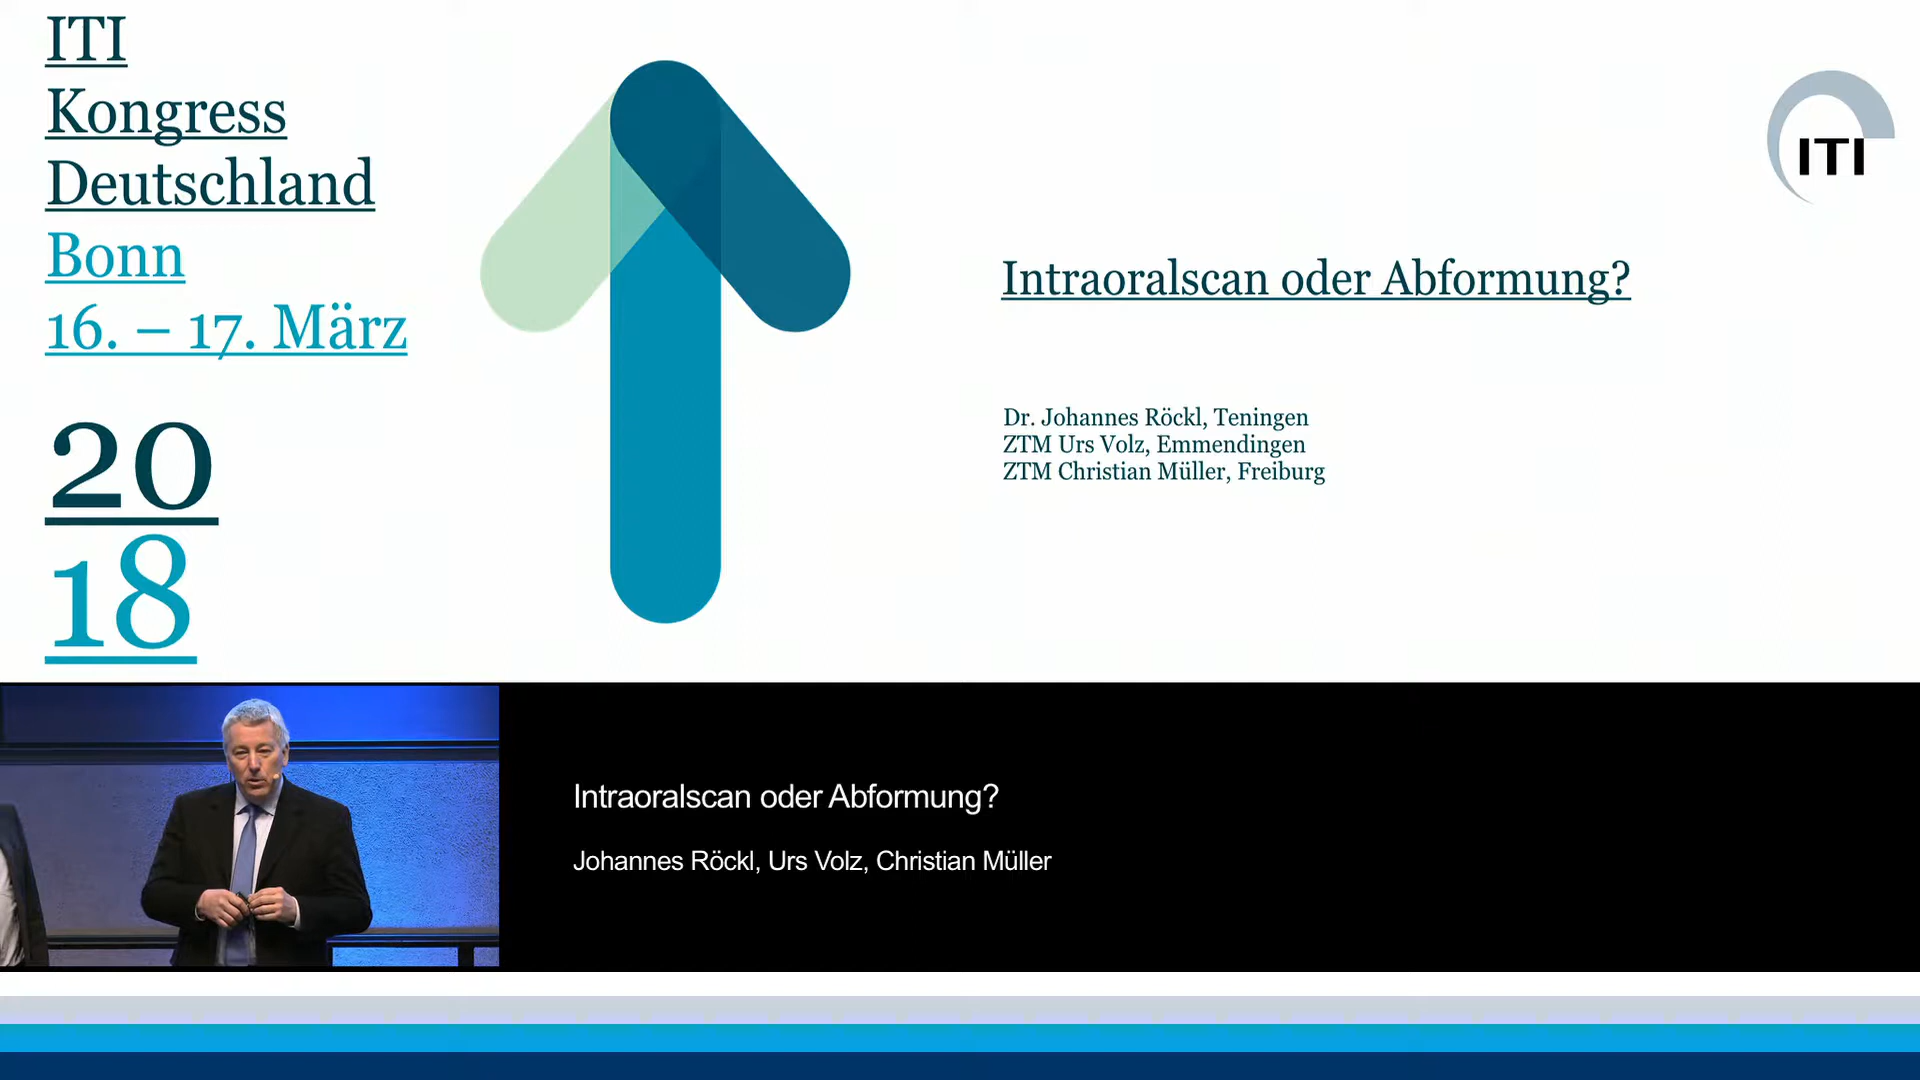 ITI
Kongress
Deutschland
Bonn
16. – 17. März
20
18
ITI
Intraoralscan oder Abformung?
Dr. Johannes Röckl, Teningen
ZTM Urs Volz, Emmendingen
ZTM Christian Müller, Freiburg
Intraoralscan oder Abformung?
Johannes Röckl, Urs Volz, Christian Müller